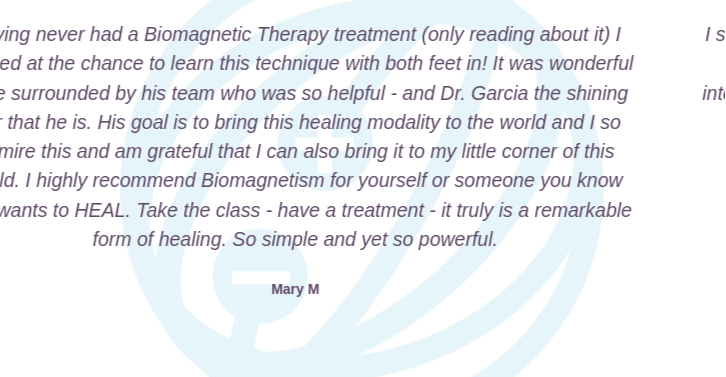 ving never had a Biomagnetic Therapy treatment (only reading about it) I
ed at the chance to learn this technique with both feet in! It was wonderful
e surrounded by his team who was so helpful - and Dr. Garcia the shining
r that he is. His goal is to bring this healing modality to the world and I so
mire this and am grateful that I can also bring it to my little corner of this
ld. I highly recommend Biomagnetism for yourself or someone you know
wants to HEAL. Take the class - have a treatment - it truly is a remarkable
form of healing. So simple and yet so powerful.
Mary M
I s
int